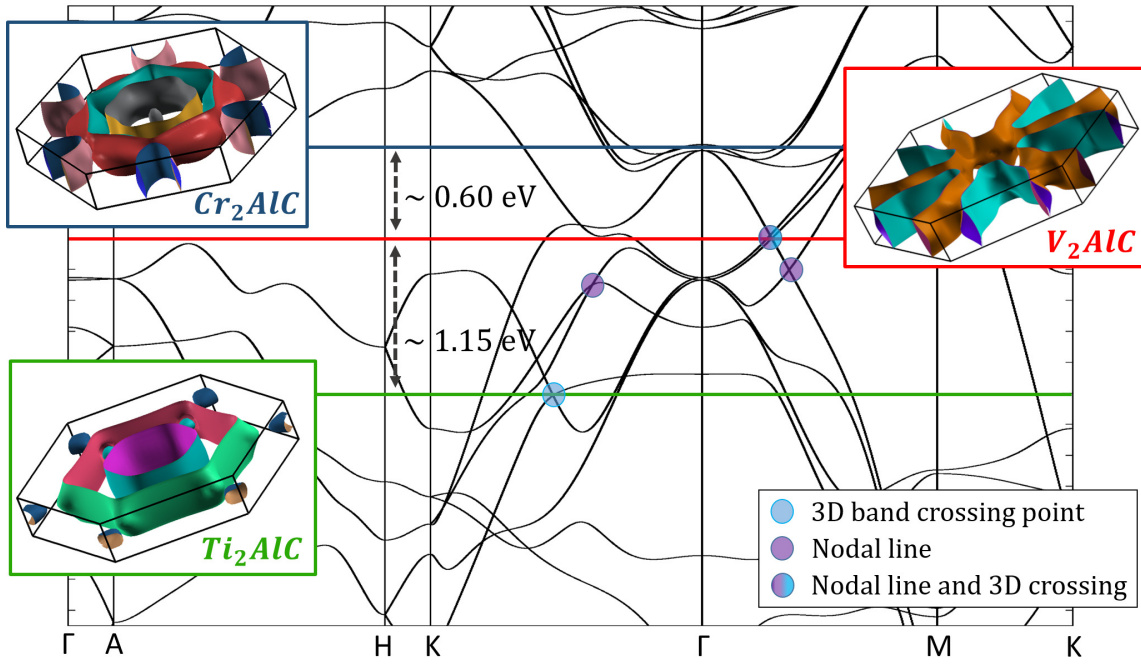 Cr₂AlC
~ 0.60 eV
V₂AlC
~ 1.15 eV
Ti₂AlC
3D band crossing point
Nodal line
Nodal line and 3D crossing
Γ A H K Γ M K